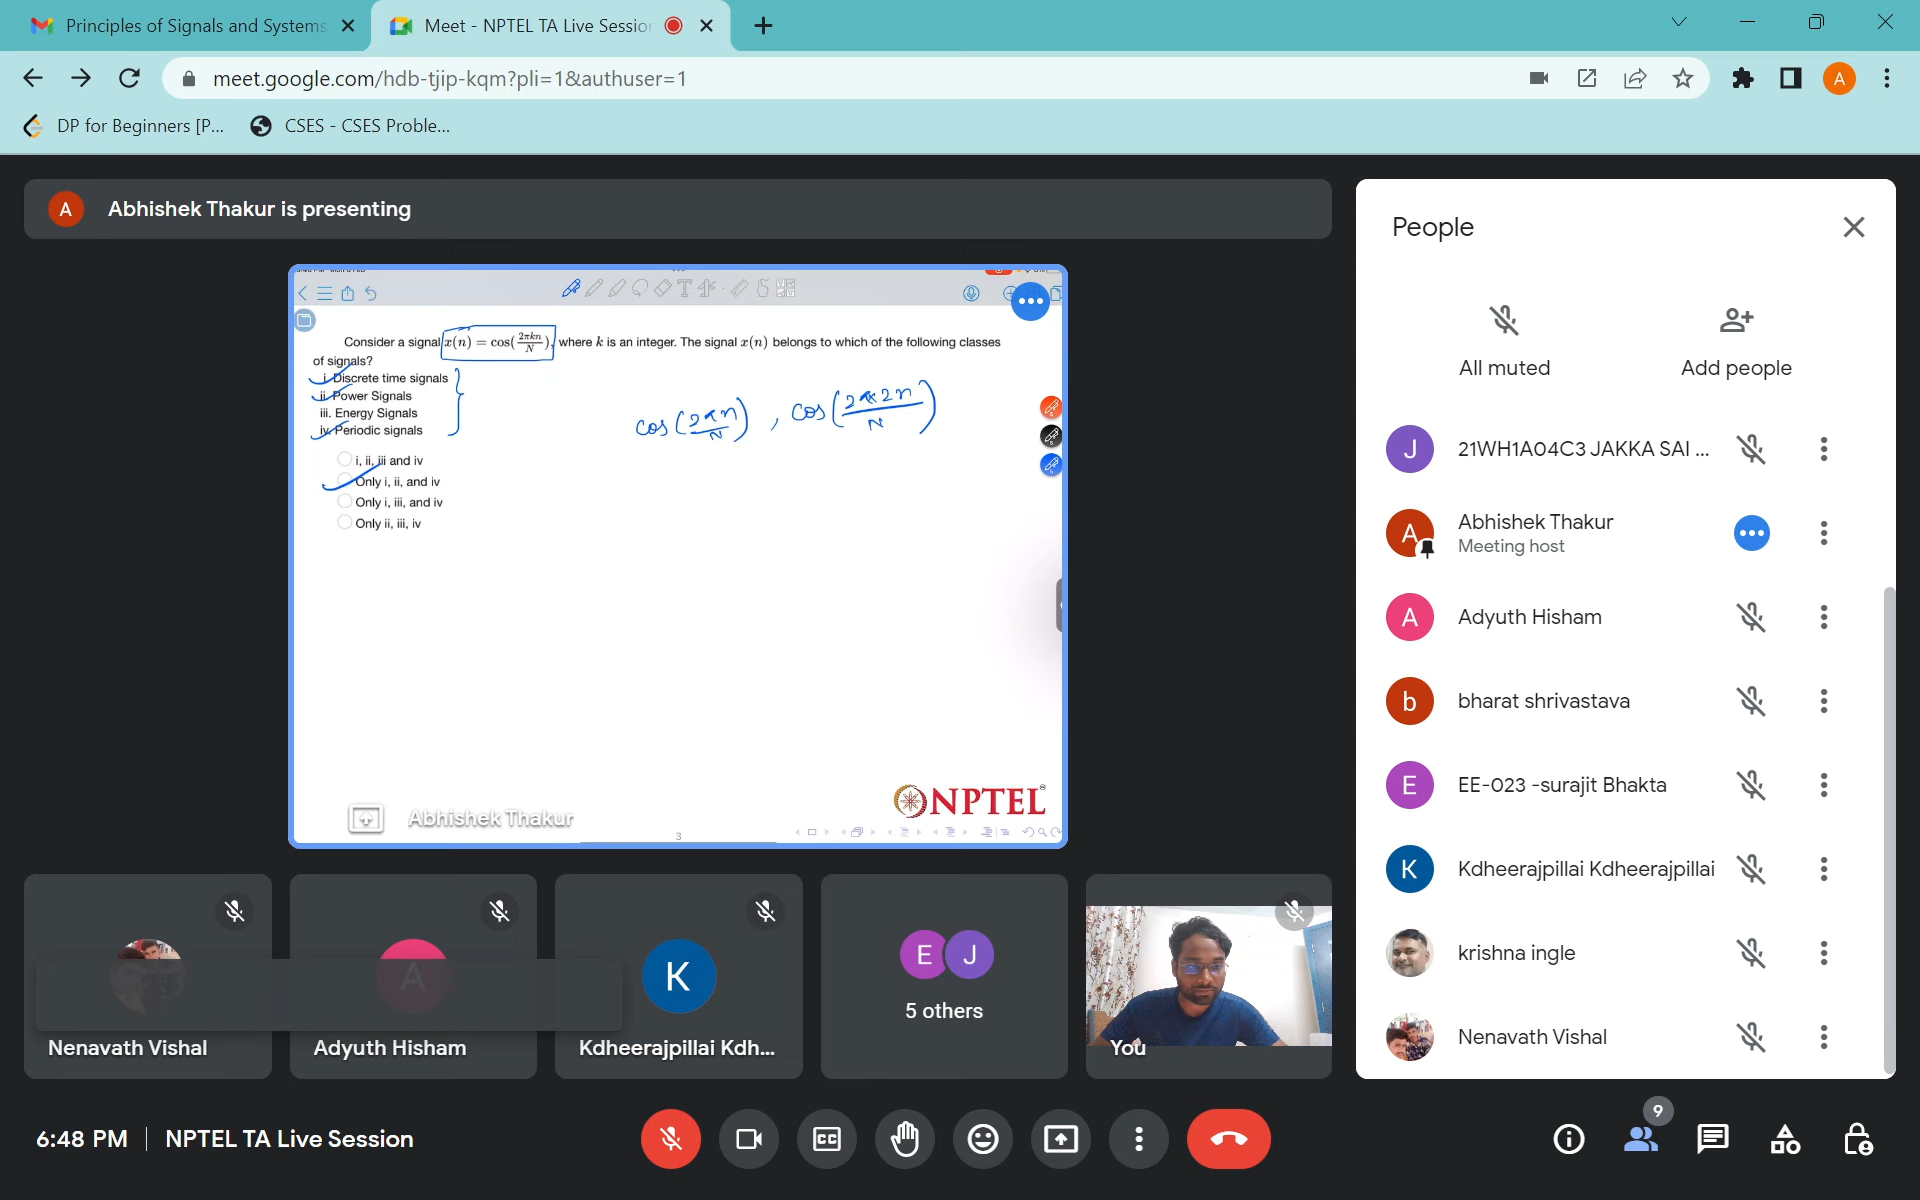 Principles of Signals and Systems
Meet - NPTEL TA Live Session
meet.google.com/hdb-tjip-kqm?pli=1&authuser=1
A
DP for Beginners [P...
CSES - CSES Proble...
A
Abhishek Thakur is presenting
Consider a signal x(n) = cos(2πkn/N), where k is an integer. The signal x(n) belongs to which of the following classes
of signals?
i. Discrete time signals
ii. Power Signals
iii. Energy Signals
iv. Periodic signals
cos(2πn/N) , cos(2π2n/N)
i, ii, iii and iv
Only i, ii, and iv
Only i, iii, and iv
Only ii, iii, iv
NPTEL
Abhishek Thakur
3
People
All muted
Add people
J
21WH1A04C3 JAKKA SAI ...
A
Abhishek Thakur
Meeting host
A
Adyuth Hisham
b
bharat shrivastava
E
EE-023 -surajit Bhakta
K
Kdheerajpillai Kdheerajpillai
krishna ingle
Nenavath Vishal
Nenavath Vishal
A
Adyuth Hisham
K
Kdheerajpillai Kdh...
E J
5 others
You
6:48 PM | NPTEL TA Live Session
CC
9